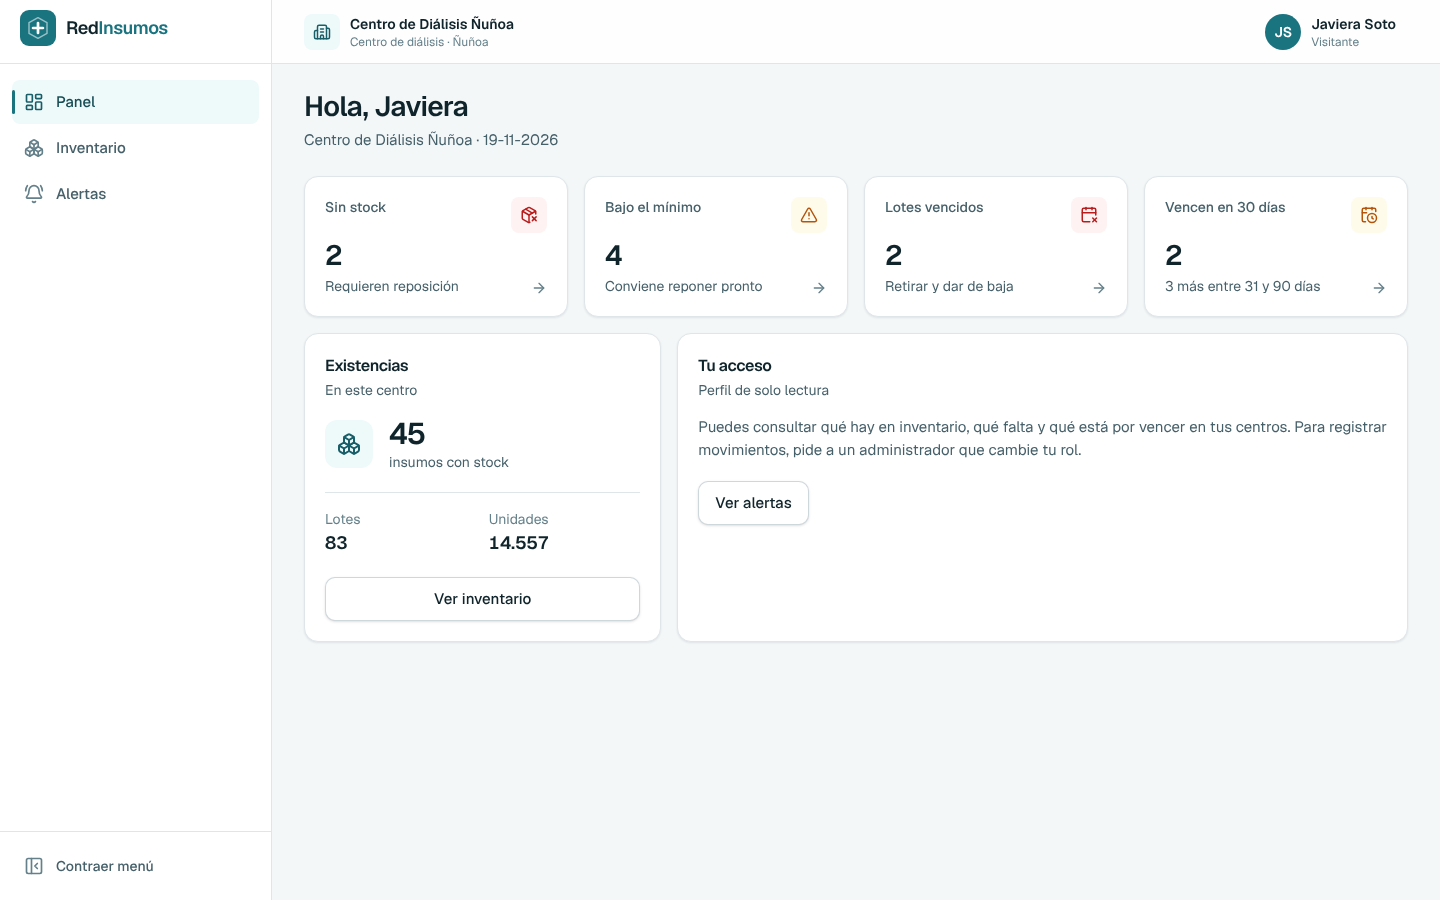 RedInsumos
Centro de Diálisis Ñuñoa
Centro de diálisis · Ñuñoa
JS
Javiera Soto
Visitante
Panel
Inventario
Alertas
Contraer menú
Hola, Javiera
Centro de Diálisis Ñuñoa · 19-11-2026
Sin stock
2
Requieren reposición
Bajo el mínimo
4
Conviene reponer pronto
Lotes vencidos
2
Retirar y dar de baja
Vencen en 30 días
2
3 más entre 31 y 90 días
Existencias
En este centro
45
insumos con stock
Lotes
83
Unidades
14.557
Ver inventario
Tu acceso
Perfil de solo lectura
Puedes consultar qué hay en inventario, qué falta y qué está por vencer en tus centros. Para registrar
movimientos, pide a un administrador que cambie tu rol.
Ver alertas